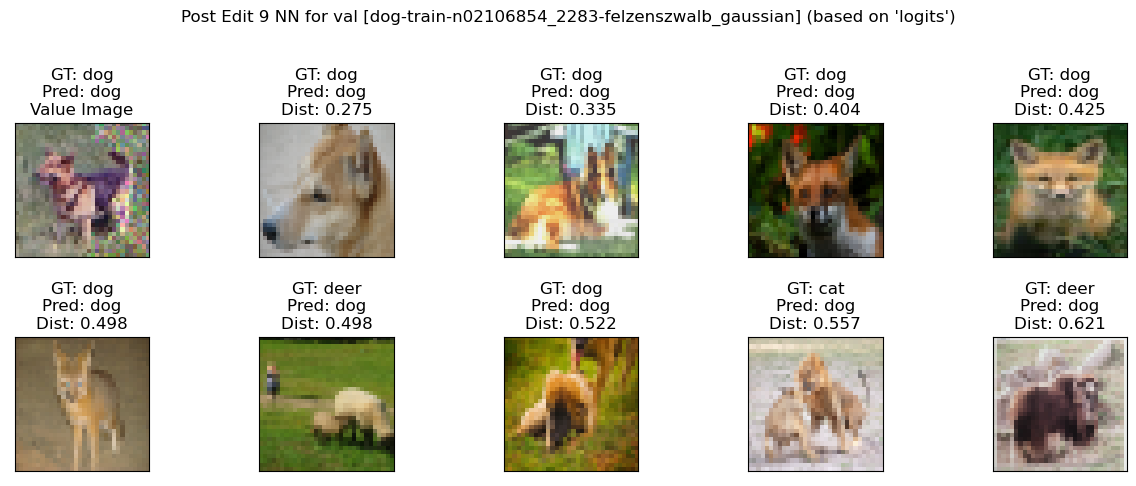 Post Edit 9 NN for val [dog-train-n02106854_2283-felzenszwalb_gaussian] (based on 'logits')
GT: dog
Pred: dog
Value Image
GT: dog
Pred: dog
Dist: 0.275
GT: dog
Pred: dog
Dist: 0.335
GT: dog
Pred: dog
Dist: 0.404
GT: dog
Pred: dog
Dist: 0.425
GT: dog
Pred: dog
Dist: 0.498
GT: deer
Pred: dog
Dist: 0.498
GT: dog
Pred: dog
Dist: 0.522
GT: cat
Pred: dog
Dist: 0.557
GT: deer
Pred: dog
Dist: 0.621